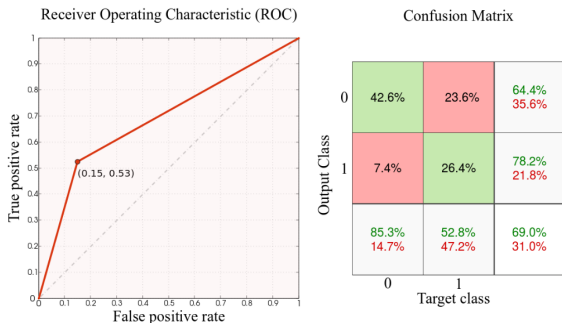 Receiver Operating Characteristic (ROC)
True positive rate
1
0.9
0.8
0.7
0.6
0.5
0.4
0.3
0.2
0.1
0
(0.15, 0.53)
0 0.1 0.2 0.3 0.4 0.5 0.6 0.7 0.8 0.9 1
False positive rate
Confusion Matrix
Output Class
0 42.6% 23.6% 64.4%
35.6%
1 7.4% 26.4% 78.2%
21.8%
85.3% 52.8% 69.0%
14.7% 47.2% 31.0%
0 1
Target class